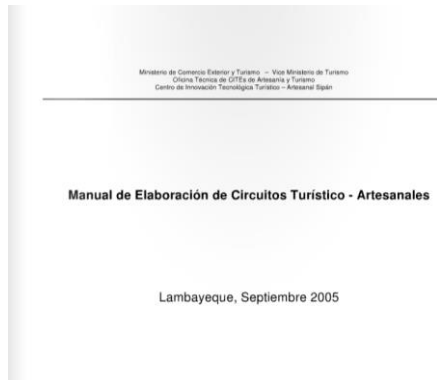 Ministerio de Comercio Exterior y Turismo – Vice Ministerio de Turismo
Oficina Técnica de CITEs de Artesanía y Turismo
Centro de Innovación Tecnológica Turístico – Artesanal Sipán
Manual de Elaboración de Circuitos Turístico - Artesanales
Lambayeque, Septiembre 2005